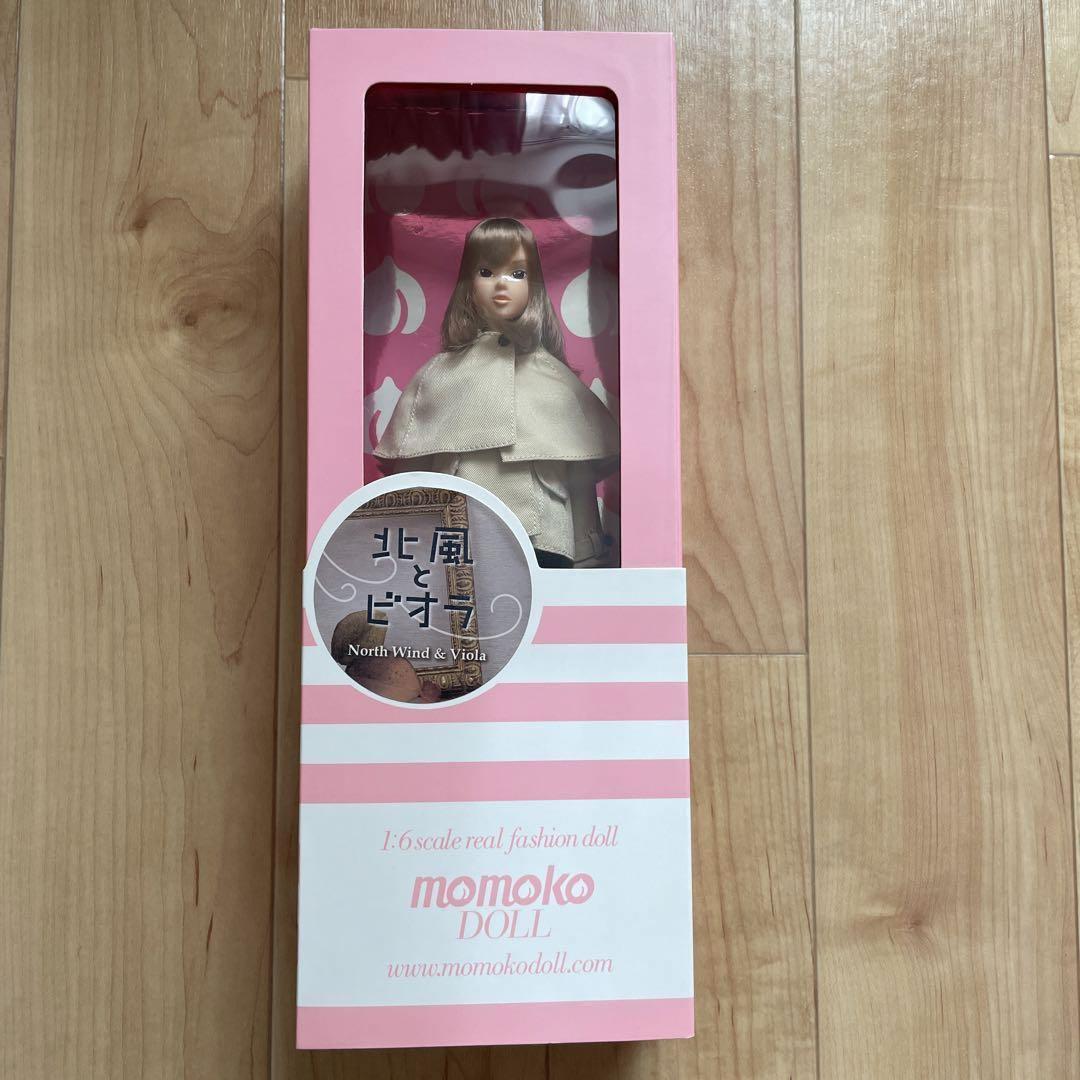 北風
と
ビオラ
North Wind & Viola
1:6 scale real fashion doll
momoko
DOLL
www.momokodoll.com